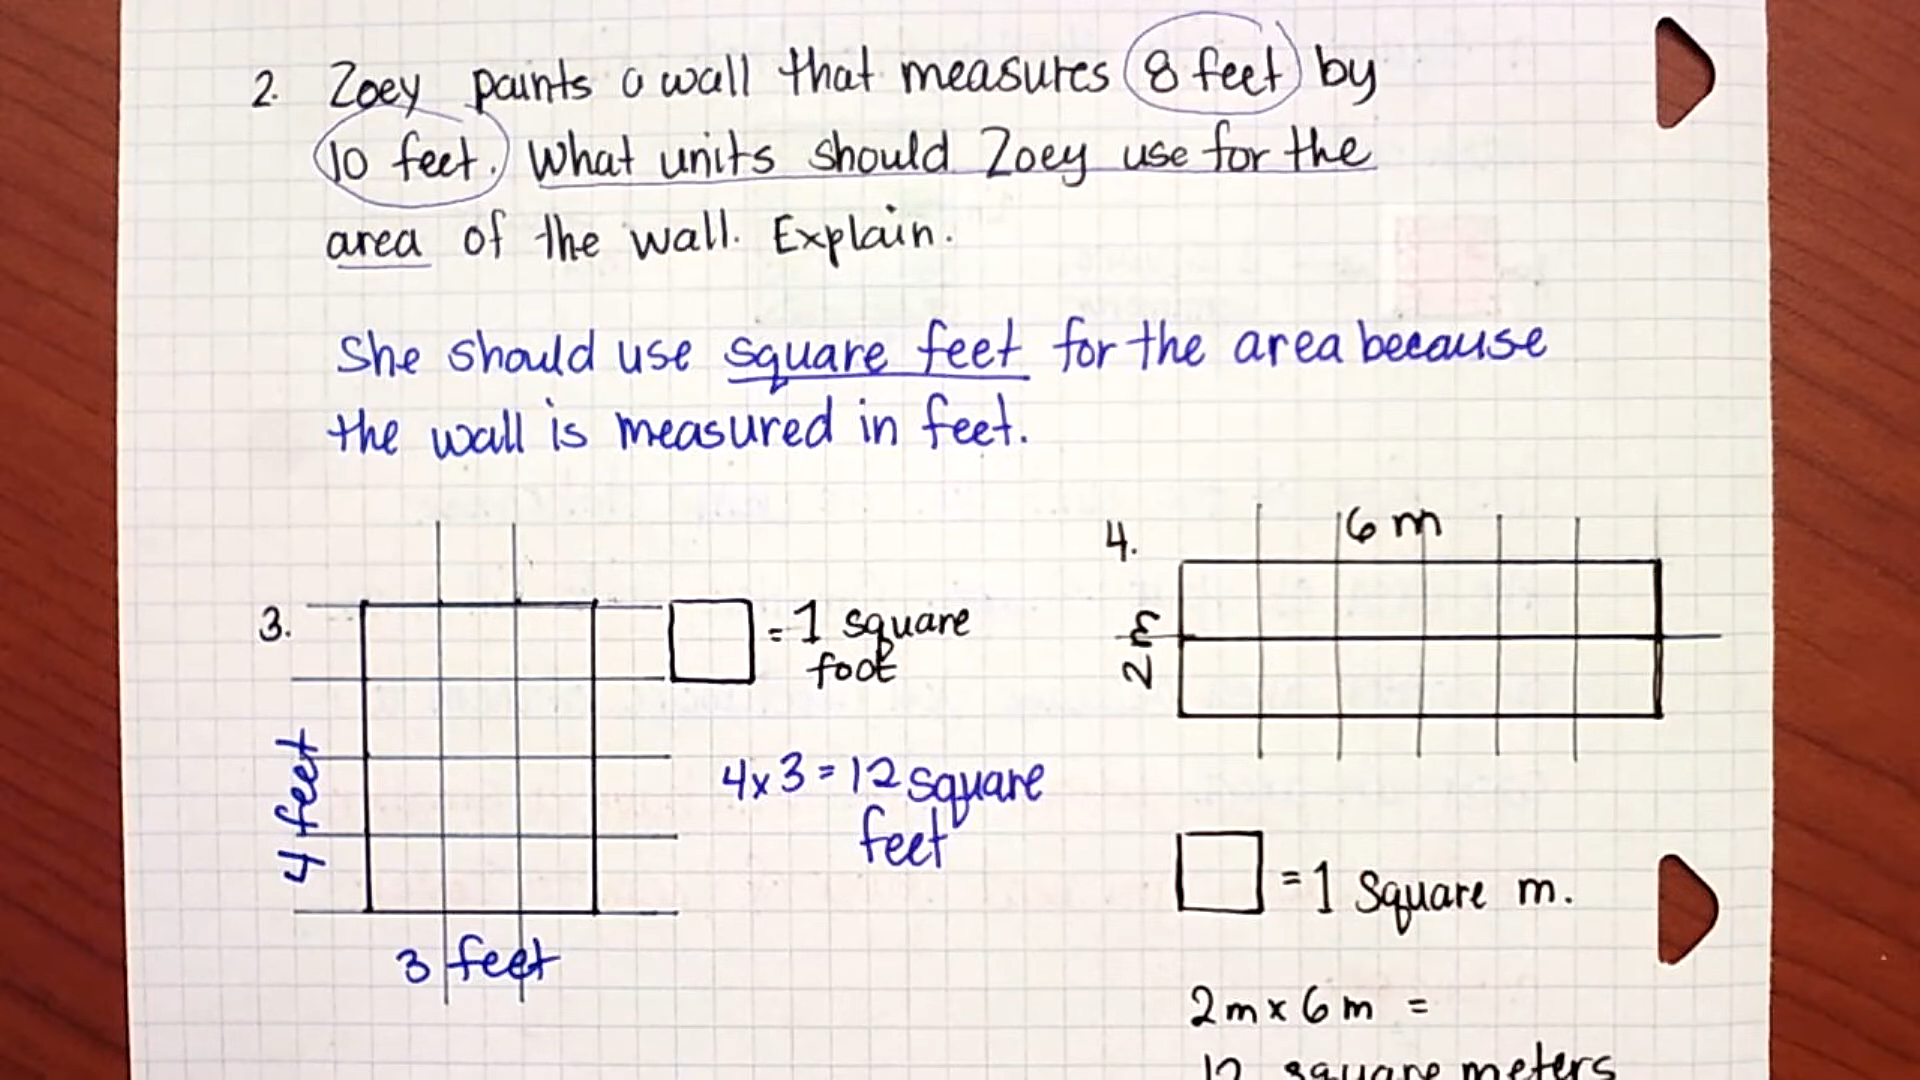 2. Zoey paints a wall that measures 8 feet by
10 feet. What units should Zoey use for the
area of the wall. Explain.
She should use square feet for the area because
the wall is measured in feet.
3.
= 1 square
foot
4 feet
4 x 3 = 12 square
feet
3 feet
4.
6 m
2 m
= 1 square m.
2m x 6 m =
12 square meters